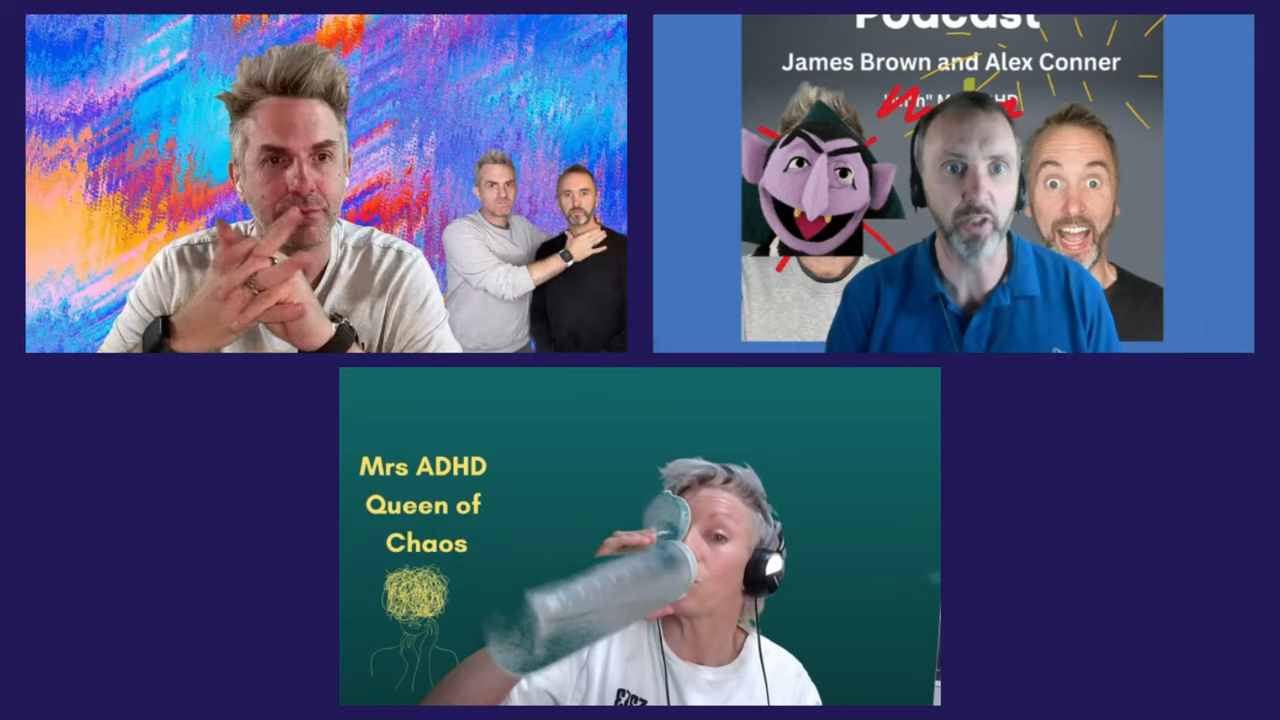 Podcast
James Brown and Alex Conner
Mrs ADHD
Queen of
Chaos